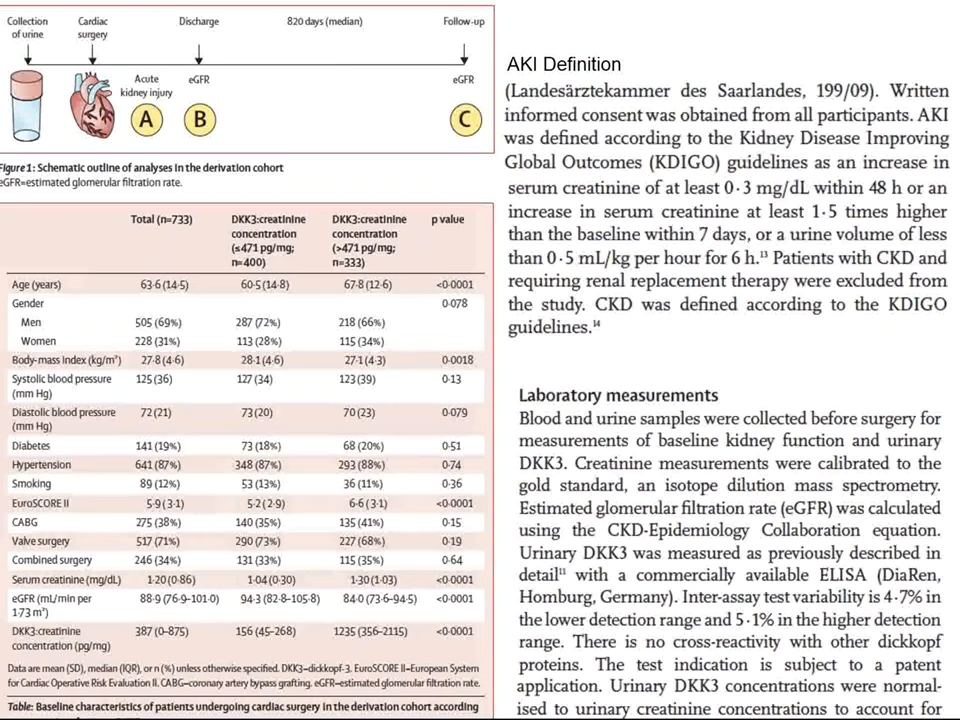 Collection
of urine
Cardiac
surgery
Discharge
820 days (median)
Follow-up
Acute
kidney injury
eGFR
eGFR
A
B
C
Figure 1: Schematic outline of analyses in the derivation cohort
eGFR=estimated glomerular filtration rate.
Total (n=733) DKK3:creatinine DKK3:creatinine p value
concentration concentration
(≤471 pg/mg; (>471 pg/mg;
n=400) n=333)
Age (years) 63·6 (14·5) 60·5 (14·8) 67·8 (12·6) <0·0001
Gender 0·078
Men 505 (69%) 287 (72%) 218 (66%)
Women 228 (31%) 113 (28%) 115 (34%)
Body-mass index (kg/m²) 27·8 (4·6) 28·1 (4·6) 27·1 (4·3) 0·0018
Systolic blood pressure 125 (36) 127 (34) 123 (39) 0·13
(mm Hg)
Diastolic blood pressure 72 (21) 73 (20) 70 (23) 0·079
(mm Hg)
Diabetes 141 (19%) 73 (18%) 68 (20%) 0·51
Hypertension 641 (87%) 348 (87%) 293 (88%) 0·74
Smoking 89 (12%) 53 (13%) 36 (11%) 0·36
EuroSCORE II 5·9 (3·1) 5·2 (2·9) 6·6 (3·1) <0·0001
CABG 275 (38%) 140 (35%) 135 (41%) 0·15
Valve surgery 517 (71%) 290 (73%) 227 (68%) 0·19
Combined surgery 246 (34%) 131 (33%) 115 (35%) 0·64
Serum creatinine (mg/dL) 1·20 (0·86) 1·04 (0·30) 1·30 (1·03) <0·0001
eGFR (mL/min per 88·9 (76·9–101·0) 94·3 (82·8–105·8) 84·0 (73·6–94·5) <0·0001
1·73 m²)
DKK3:creatinine 387 (0–875) 156 (45–268) 1235 (356–2115) <0·0001
concentration (pg/mg)
Data are mean (SD), median (IQR), or n (%) unless otherwise specified. DKK3=dickkopf-3. EuroSCORE II=European System
for Cardiac Operative Risk Evaluation II. CABG=coronary artery bypass grafting. eGFR=estimated glomerular filtration rate.
Table: Baseline characteristics of patients undergoing cardiac surgery in the derivation cohort according
AKI Definition
(Landesärztekammer des Saarlandes, 199/09). Written
informed consent was obtained from all participants. AKI
was defined according to the Kidney Disease Improving
Global Outcomes (KDIGO) guidelines as an increase in
serum creatinine of at least 0·3 mg/dL within 48 h or an
increase in serum creatinine at least 1·5 times higher
than the baseline within 7 days, or a urine volume of less
than 0·5 mL/kg per hour for 6 h.¹³ Patients with CKD and
requiring renal replacement therapy were excluded from
the study. CKD was defined according to the KDIGO
guidelines.¹⁴
Laboratory measurements
Blood and urine samples were collected before surgery for
measurements of baseline kidney function and urinary
DKK3. Creatinine measurements were calibrated to the
gold standard, an isotope dilution mass spectrometry.
Estimated glomerular filtration rate (eGFR) was calculated
using the CKD-Epidemiology Collaboration equation.
Urinary DKK3 was measured as previously described in
detail¹¹ with a commercially available ELISA (DiaRen,
Homburg, Germany). Inter-assay test variability is 4·7% in
the lower detection range and 5·1% in the higher detection
range. There is no cross-reactivity with other dickkopf
proteins. The test indication is subject to a patent
application. Urinary DKK3 concentrations were normal-
ised to urinary creatinine concentrations to account for